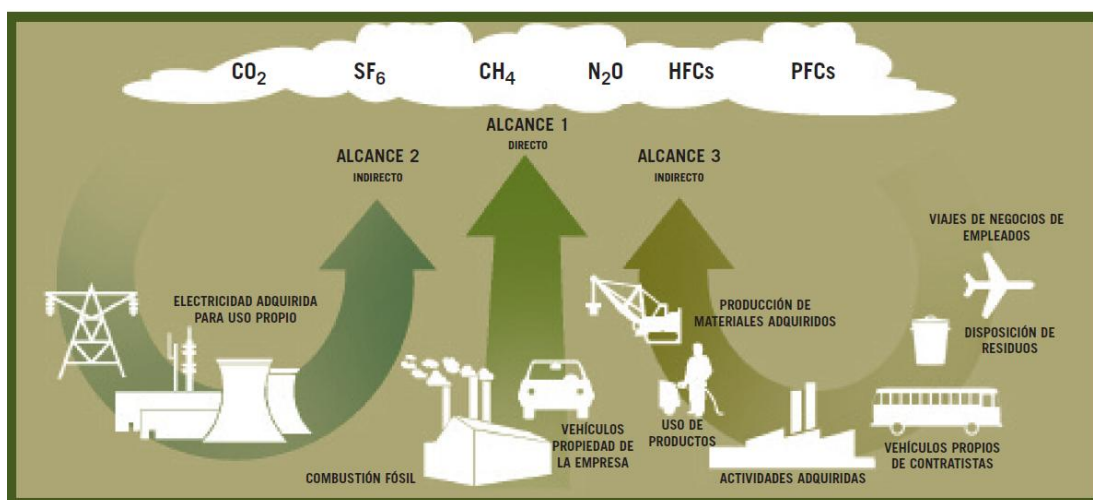 CO2
SF6
CH4
N2O
HFCs
PFCs
ALCANCE 1
DIRECTO
ALCANCE 2
INDIRECTO
ALCANCE 3
INDIRECTO
VIAJES DE NEGOCIOS DE
EMPLEADOS
ELECTRICIDAD ADQUIRIDA
PARA USO PROPIO
PRODUCCIÓN DE
MATERIALES ADQUIRIDOS
DISPOSICIÓN DE
RESIDUOS
COMBUSTIÓN FÓSIL
VEHÍCULOS
PROPIEDAD DE
LA EMPRESA
USO DE
PRODUCTOS
ACTIVIDADES ADQUIRIDAS
VEHÍCULOS PROPIOS
DE CONTRATISTAS